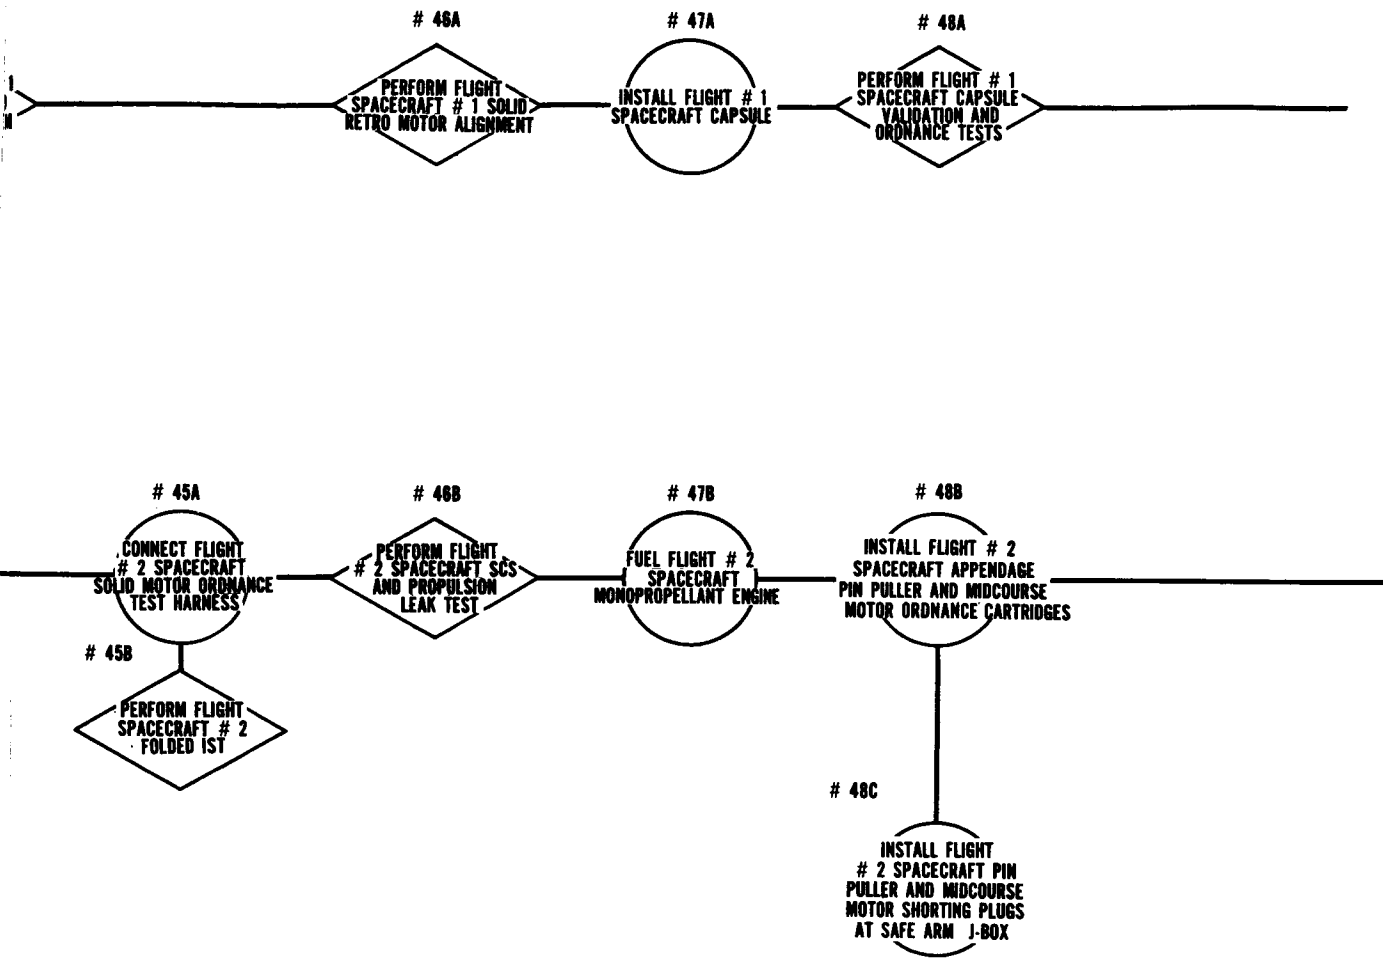 # 46A
PERFORM FLIGHT
SPACECRAFT # 1 SOLID
RETRO MOTOR ALIGNMENT
# 47A
INSTALL FLIGHT # 1
SPACECRAFT CAPSULE
# 48A
PERFORM FLIGHT # 1
SPACECRAFT CAPSULE
VALIDATION AND
ORDNANCE TESTS
# 45A
CONNECT FLIGHT
# 2 SPACECRAFT
SOLID MOTOR ORDNANCE
TEST HARNESS
# 45B
PERFORM FLIGHT
SPACECRAFT # 2
FOLDED IST
# 46B
PERFORM FLIGHT
# 2 SPACECRAFT SCS
AND PROPULSION
LEAK TEST
# 47B
FUEL FLIGHT # 2
SPACECRAFT
MONOPROPELLANT ENGINE
# 48B
INSTALL FLIGHT # 2
SPACECRAFT APPENDAGE
PIN PULLER AND MIDCOURSE
MOTOR ORDNANCE CARTRIDGES
# 48C
INSTALL FLIGHT
# 2 SPACECRAFT PIN
PULLER AND MIDCOURSE
MOTOR SHORTING PLUGS
AT SAFE ARM J-BOX